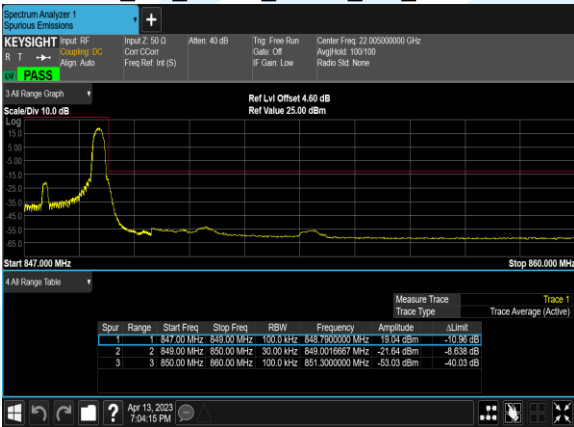 Spectrum Analyzer 1
Spurious Emissions
+
KEYSIGHT Input: RF Input Z: 50 Ω Atten: 40 dB Trig: Free Run Center Freq: 22.005000000 GHz
R T Coupling: DC Corr CCorr Gate: Off Avg|Hold: 100/100
Align: Auto Freq Ref: Int (S) IF Gain: Low Radio Std: None
PASS
3 All Range Graph
Ref Lvl Offset 4.60 dB
Scale/Div 10.0 dB Ref Value 25.00 dBm
Log
15.0
5.00
-5.00
-15.0
-25.0
-35.0
-45.0
-55.0
-65.0
Start 847.000 MHz Stop 860.000 MHz
4 All Range Table
Measure Trace Trace 1
Trace Type Trace Average (Active)
Spur Range Start Freq Stop Freq RBW Frequency Amplitude ΔLimit
1 1 847.00 MHz 849.00 MHz 100.0 kHz 848.7900000 MHz 19.04 dBm -10.96 dB
2 2 849.00 MHz 850.00 MHz 30.00 kHz 849.0016667 MHz -21.64 dBm -8.638 dB
3 3 850.00 MHz 860.00 MHz 100.0 kHz 851.3000000 MHz -53.03 dBm -40.03 dB
? Apr 13, 2023
7:04:15 PM